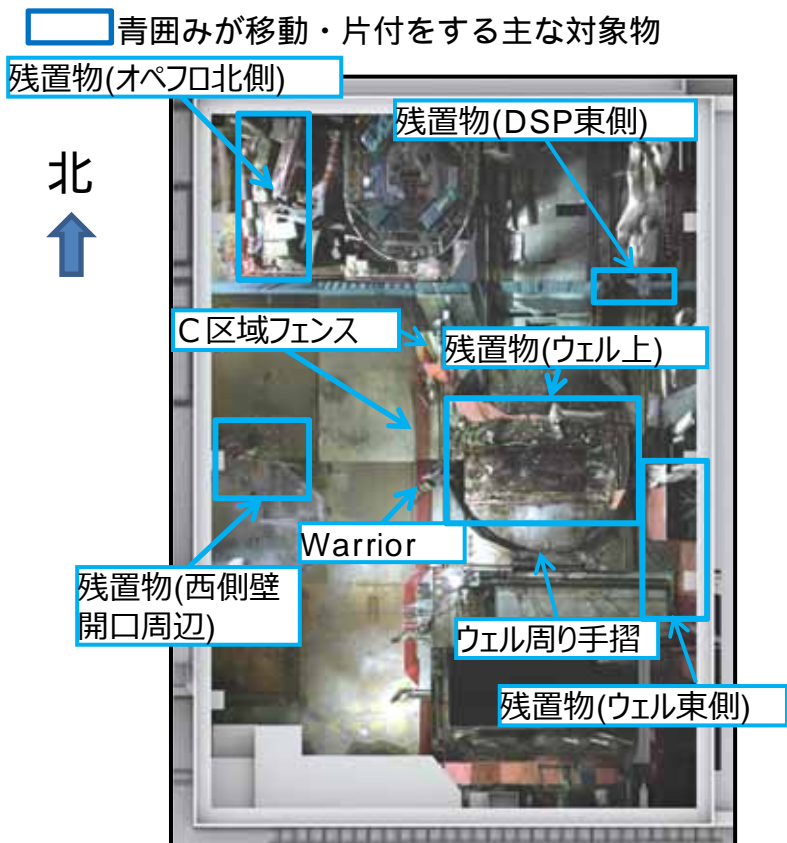 青囲みが移動・片付をする主な対象物
残置物(オペフロ北側)
残置物(DSP東側)
北
C区域フェンス
残置物(ウェル上)
Warrior
残置物(西側壁
開口周辺)
ウェル周り手摺
残置物(ウェル東側)